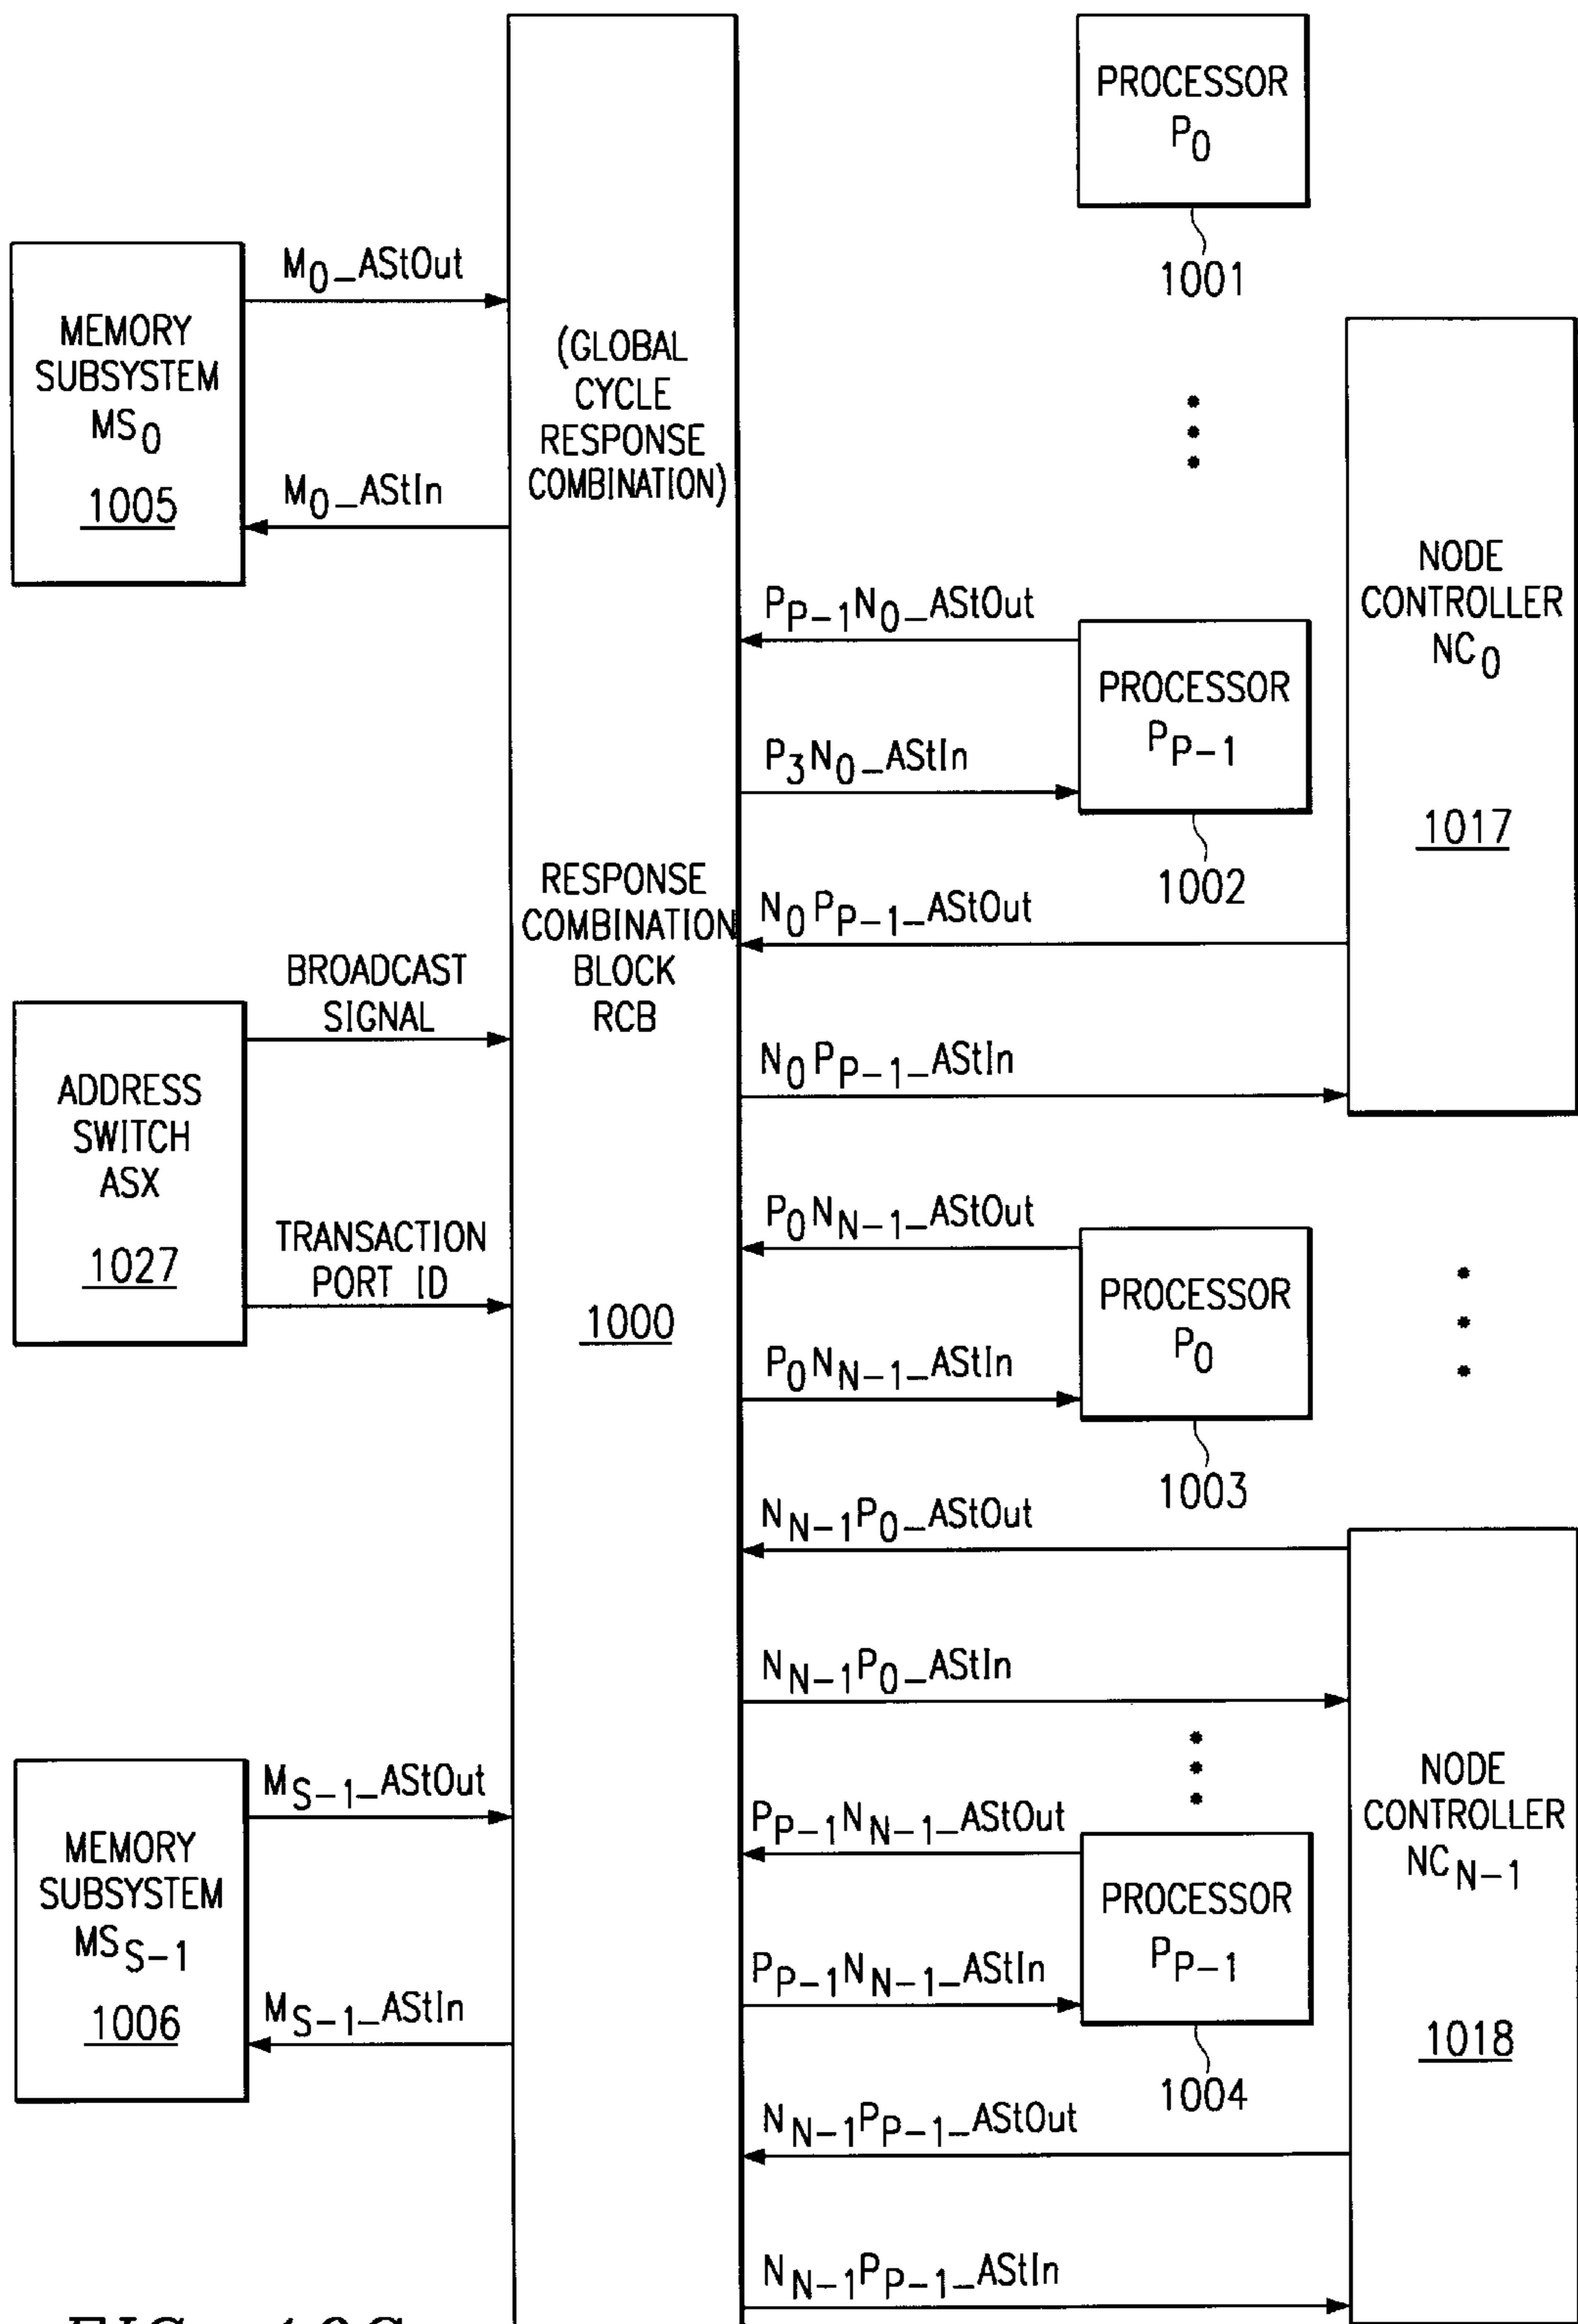 PROCESSOR
P0
1001
M0_AStOut
MEMORY
SUBSYSTEM
MS0
1005
M0_AStIn
(GLOBAL
CYCLE
RESPONSE
COMBINATION)
NODE
CONTROLLER
NC0
1017
PP-1N0_AStOut
PROCESSOR
PP-1
P3N0_AStIn
1002
RESPONSE
COMBINATION
BLOCK
RCB
1000
N0PP-1_AStOut
N0PP-1_AStIn
BROADCAST
SIGNAL
ADDRESS
SWITCH
ASX
1027
TRANSACTION
PORT ID
P0NN-1_AStOut
PROCESSOR
P0
P0NN-1_AStIn
1003
NN-1P0_AStOut
NN-1P0_AStIn
MS-1_AStOut
MEMORY
SUBSYSTEM
MSS-1
1006
MS-1_AStIn
PP-1NN-1_AStOut
PROCESSOR
PP-1
PP-1NN-1_AStIn
1004
NODE
CONTROLLER
NCN-1
1018
NN-1PP-1_AStOut
NN-1PP-1_AStIn